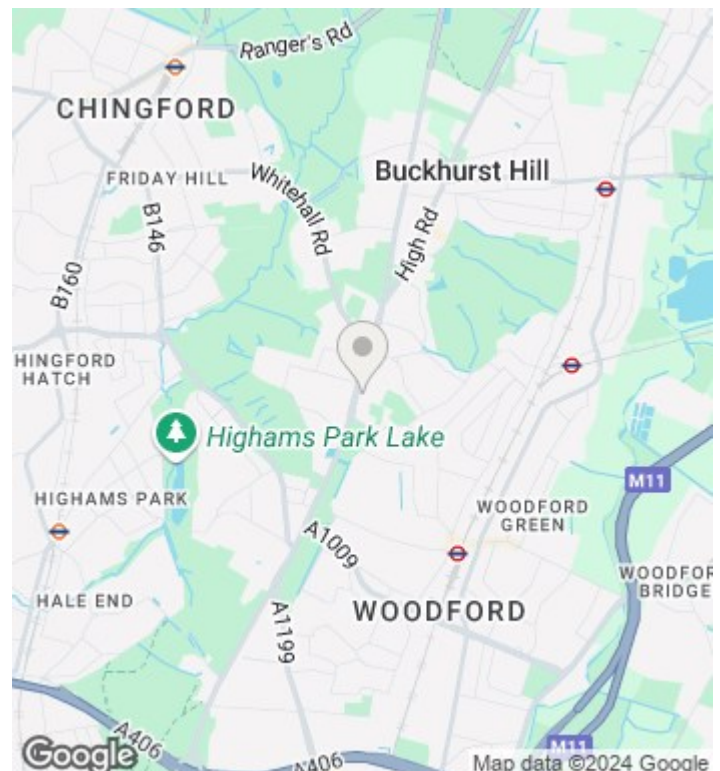 Ranger's Rd
CHINGFORD
FRIDAY HILL
Whitehall Rd
Buckhurst Hill
B146
High Rd
B160
HINGFORD
HATCH
Highams Park Lake
M11
HIGHAMS PARK
WOODFORD
GREEN
A1009
WOODFOR
BRIDGE
HALE END
WOODFORD
A1199
A406
A406
M11
Google
Map data ©2024 Google